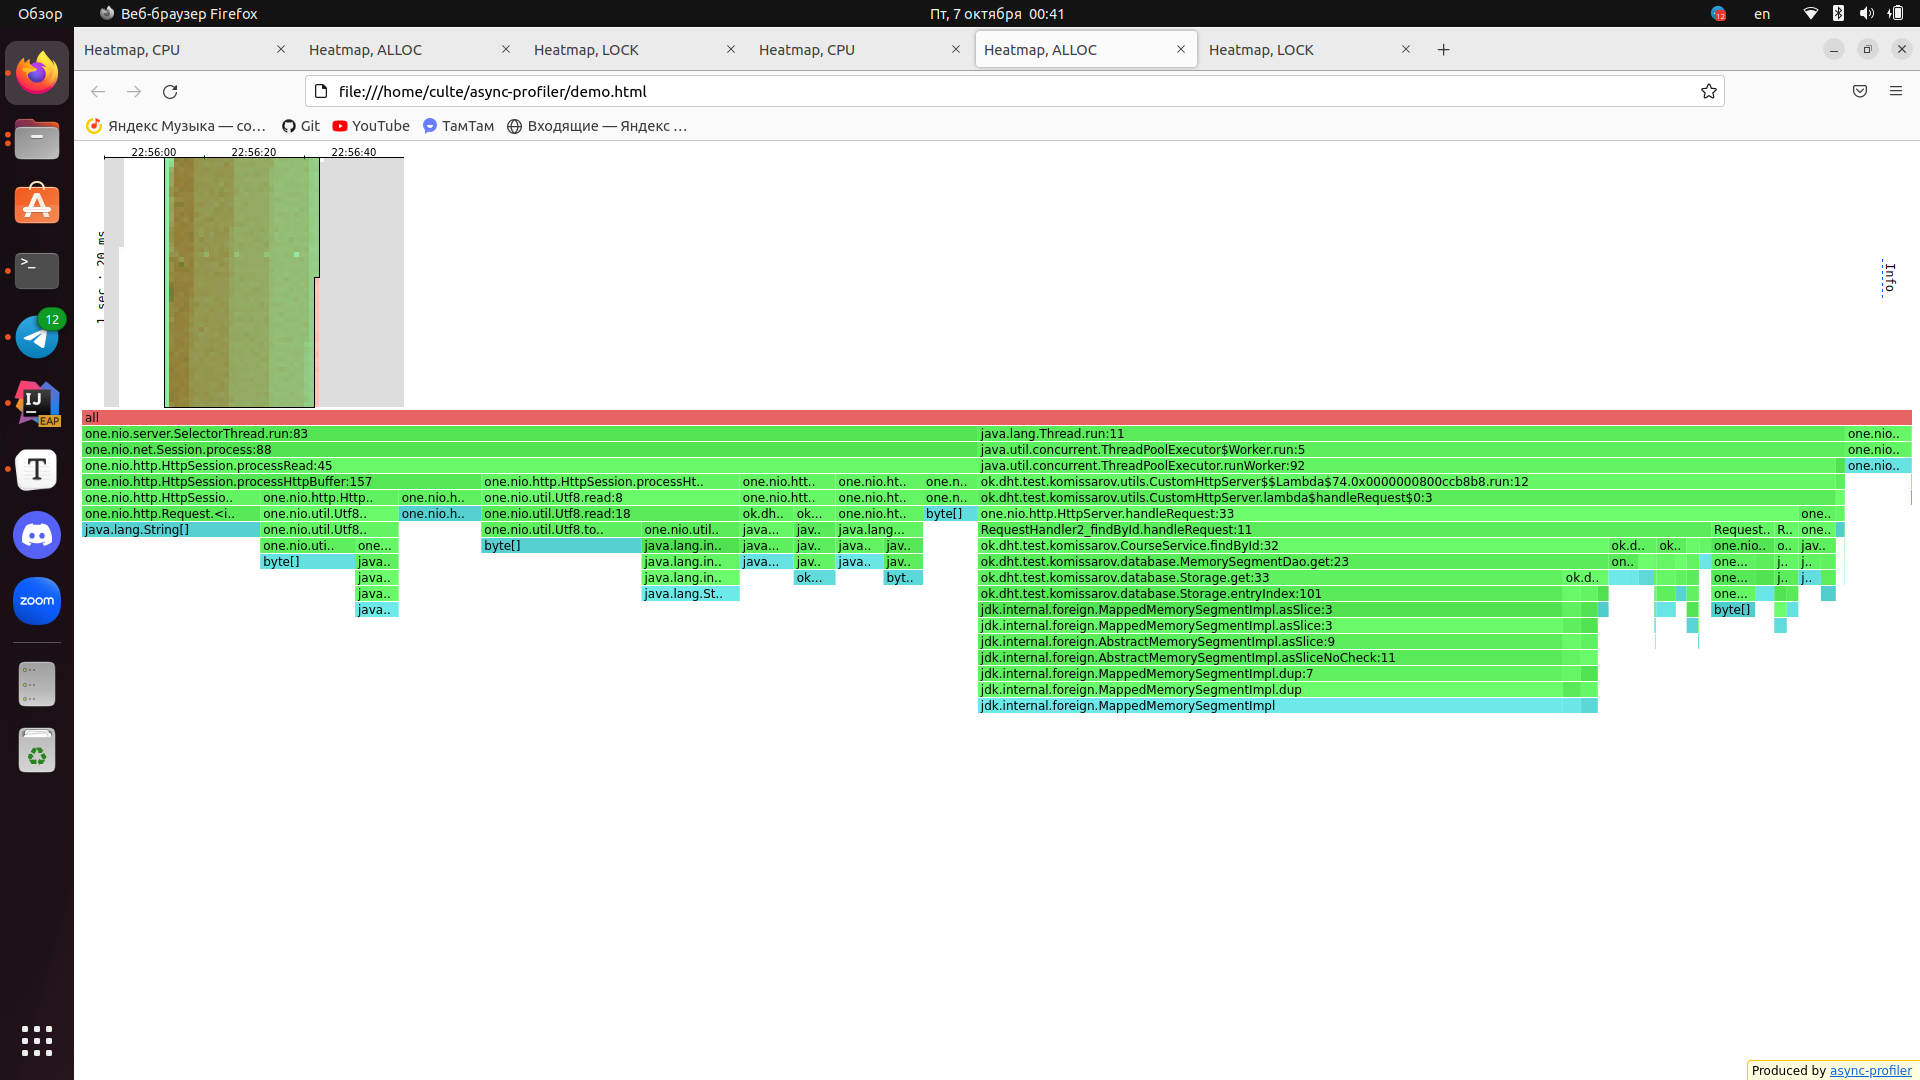 Обзор
Веб-браузер Firefox
Пт, 7 октября 00:41
12
en
Heatmap, CPU
Heatmap, ALLOC
Heatmap, LOCK
Heatmap, CPU
Heatmap, ALLOC
Heatmap, LOCK
file:///home/culte/async-profiler/demo.html
Яндекс Музыка — со…
Git
YouTube
ТамТам
Входящие — Яндекс …
12
IJ
EAP
T
zoom
22:56:00 22:56:20 22:56:40
1 sec · 20 ms
Info
all
one.nio.server.SelectorThread.run:83 java.lang.Thread.run:11 one.nio..
one.nio.net.Session.process:88 java.util.concurrent.ThreadPoolExecutor$Worker.run:5 one.nio..
one.nio.http.HttpSession.processRead:45 java.util.concurrent.ThreadPoolExecutor.runWorker:92 one.nio..
one.nio.http.HttpSession.processHttpBuffer:157 one.nio.http.HttpSession.processHt.. one.nio.htt.. one.nio.ht.. one.n.. ok.dht.test.komissarov.utils.CustomHttpServer$$Lambda$74.0x0000000800ccb8b8.run:12
one.nio.http.HttpSessio.. one.nio.http.Http.. one.nio.h.. one.nio.util.Utf8.read:8 one.nio.htt.. one.nio.ht.. one.n.. ok.dht.test.komissarov.utils.CustomHttpServer.lambda$handleRequest$0:3
one.nio.http.Request.<i.. one.nio.util.Utf8.. one.nio.h.. one.nio.util.Utf8.read:18 ok.dh.. ok... one.nio.ht.. byte[] one.nio.http.HttpServer.handleRequest:33 one..
java.lang.String[] one.nio.util.Utf8.. one.nio.util.Utf8.to.. one.nio.util.. java... jav.. java.lang... RequestHandler2_findById.handleRequest:11 Request.. R.. one..
one.nio.uti.. one... byte[] java.lang.in.. java... jav.. java.. jav.. ok.dht.test.komissarov.CourseService.findById:32 ok.d.. ok.. one.nio.. o.. jav..
byte[] java.. java.lang.in.. java... jav.. java.. jav.. ok.dht.test.komissarov.database.MemorySegmentDao.get:23 on.. one... j.. j..
java.. java.lang.in.. ok... byt.. ok.dht.test.komissarov.database.Storage.get:33 ok.d.. one... j.. j..
java.. java.lang.St.. ok.dht.test.komissarov.database.Storage.entryIndex:101 one...
java.. jdk.internal.foreign.MappedMemorySegmentImpl.asSlice:3 byte[]
jdk.internal.foreign.MappedMemorySegmentImpl.asSlice:3
jdk.internal.foreign.AbstractMemorySegmentImpl.asSlice:9
jdk.internal.foreign.AbstractMemorySegmentImpl.asSliceNoCheck:11
jdk.internal.foreign.MappedMemorySegmentImpl.dup:7
jdk.internal.foreign.MappedMemorySegmentImpl.dup
jdk.internal.foreign.MappedMemorySegmentImpl
Produced by async-profiler